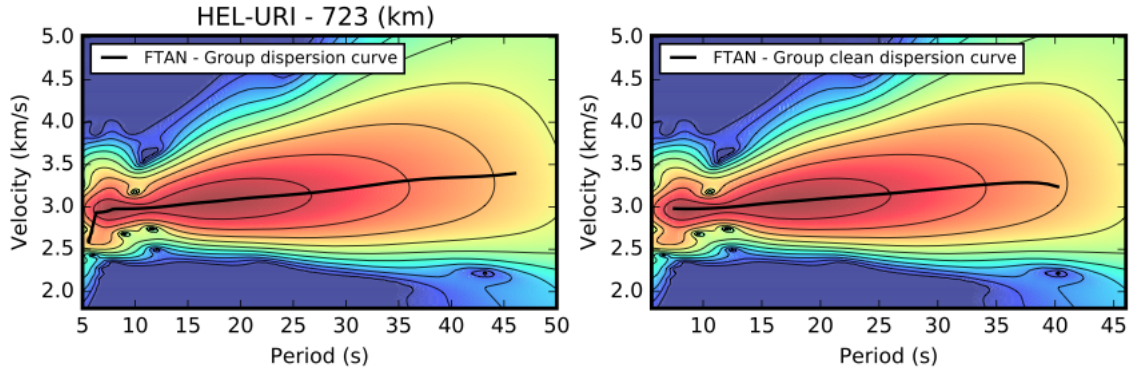 HEL-URI - 723 (km)
FTAN - Group dispersion curve
5.0
4.5
4.0
3.5
3.0
2.5
2.0
Velocity (km/s)
5 10 15 20 25 30 35 40 45 50
Period (s)
FTAN - Group clean dispersion curve
5.0
4.5
4.0
3.5
3.0
2.5
2.0
Velocity (km/s)
10 15 20 25 30 35 40 45
Period (s)